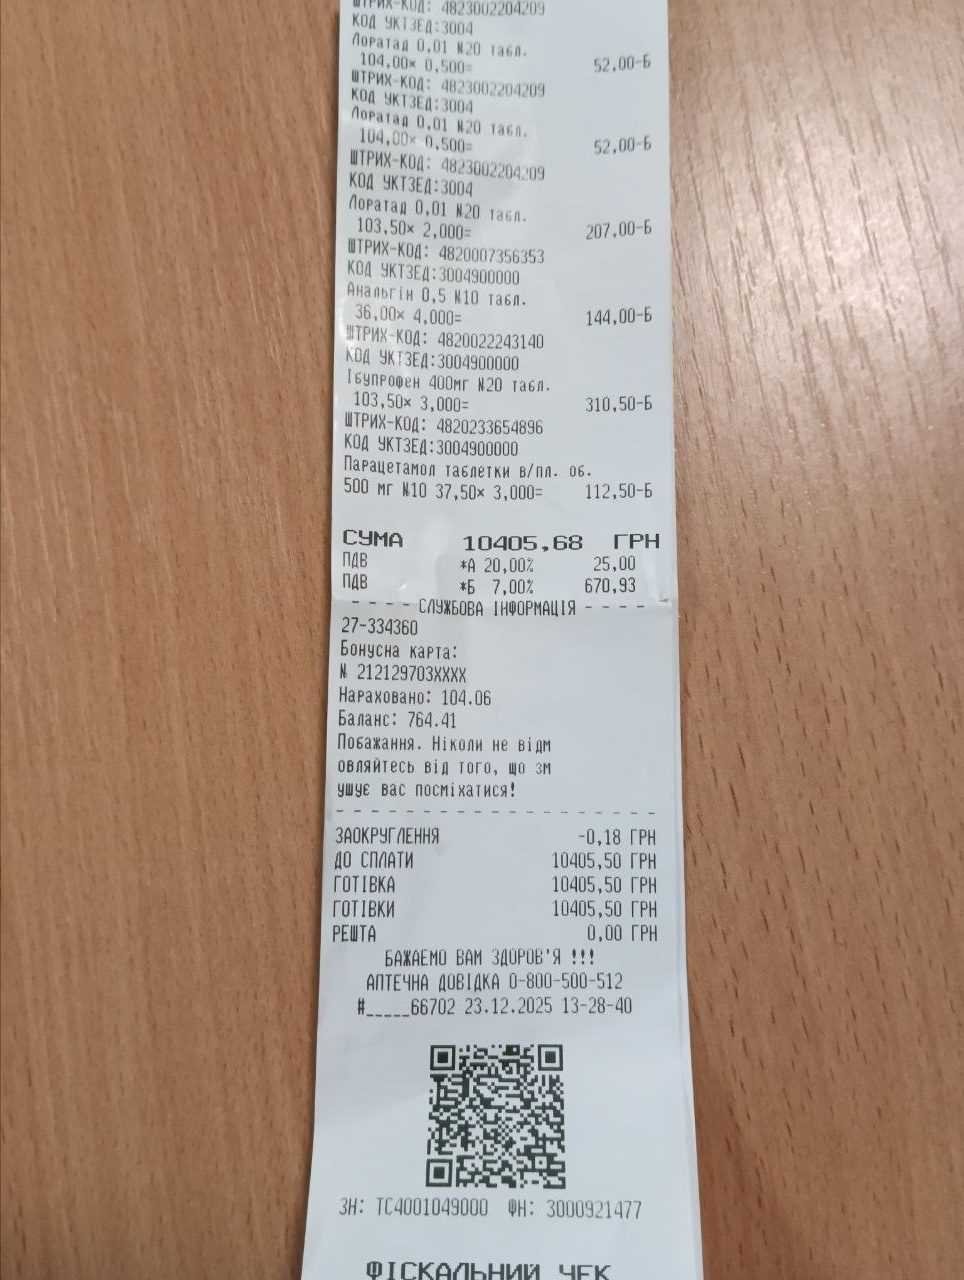 ШТРИХ-КОД: 4823002204209
КОД УКТЗЕД:3004
Лоратад 0,01 N20 табл.
104,00× 0,500= 52,00-Б
ШТРИХ-КОД: 4823002204209
КОД УКТЗЕД:3004
Лоратад 0,01 N20 табл.
104,00× 0,500= 52,00-Б
ШТРИХ-КОД: 4823002204209
КОД УКТЗЕД:3004
Лоратад 0,01 N20 табл.
103,50× 2,000= 207,00-Б
ШТРИХ-КОД: 4820007356353
КОД УКТЗЕД:3004900000
Анальгін 0,5 N10 табл.
36,00× 4,000= 144,00-Б
ШТРИХ-КОД: 4820022243140
КОД УКТЗЕД:3004900000
Ібупрофен 400мг N20 табл.
103,50× 3,000= 310,50-Б
ШТРИХ-КОД: 4820233654896
КОД УКТЗЕД:3004900000
Парацетамол таблетки в/пл. об.
500 мг N10 37,50× 3,000= 112,50-Б
СУМА 10405,68 ГРН
ПДВ *А 20,00% 25,00
ПДВ *Б 7,00% 670,93
- - - - СЛУЖБОВА ІНФОРМАЦІЯ - - - -
27-334360
Бонусна карта:
N 212129703XXXX
Нараховано: 104.06
Баланс: 764.41
Побажання. Ніколи не відм
овляйтесь від того, що зм
ушує вас посміхатися!
ЗАОКРУГЛЕННЯ -0,18 ГРН
ДО СПЛАТИ 10405,50 ГРН
ГОТІВКА 10405,50 ГРН
ГОТІВКИ 10405,50 ГРН
РЕШТА 0,00 ГРН
БАЖАЄМО ВАМ ЗДОРОВ'Я !!!
АПТЕЧНА ДОВІДКА 0-800-500-512
#_____66702 23.12.2025 13-28-40
ЗН: ТС4001049000 ФН: 3000921477
ФІСКАЛЬНИЙ ЧЕК